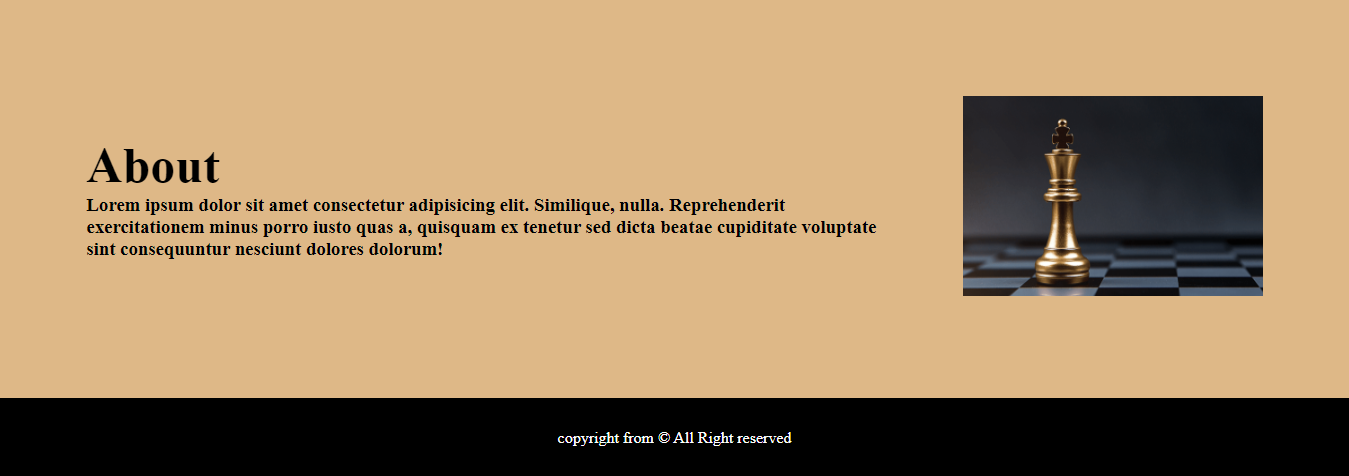 About
Lorem ipsum dolor sit amet consectetur adipisicing elit. Similique, nulla. Reprehenderit
exercitationem minus porro iusto quas a, quisquam ex tenetur sed dicta beatae cupiditate voluptate
sint consequuntur nesciunt dolores dolorum!
copyright from © All Right reserved